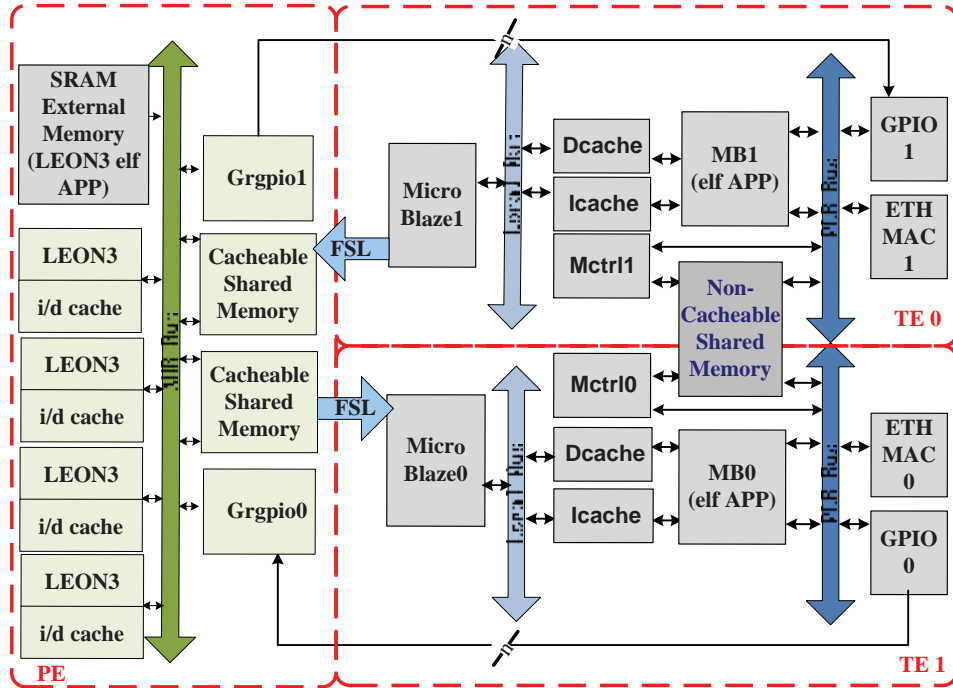 SRAM
External
Memory
(LEON3 elf
APP)
LEON3
i/d cache
LEON3
i/d cache
LEON3
i/d cache
LEON3
i/d cache
PE
Grgpio1
Cacheable
Shared
Memory
Cacheable
Shared
Memory
Grgpio0
FSL
FSL
n
Micro
Blaze1
Dcache
Icache
Mctrl1
MB1
(elf APP)
GPIO
1
ETH
MAC
1
TE 0
Non-
Cacheable
Shared
Memory
Micro
Blaze0
Mctrl0
Dcache
Icache
MB0
(elf APP)
ETH
MAC
0
GPIO
0
n
TE 1